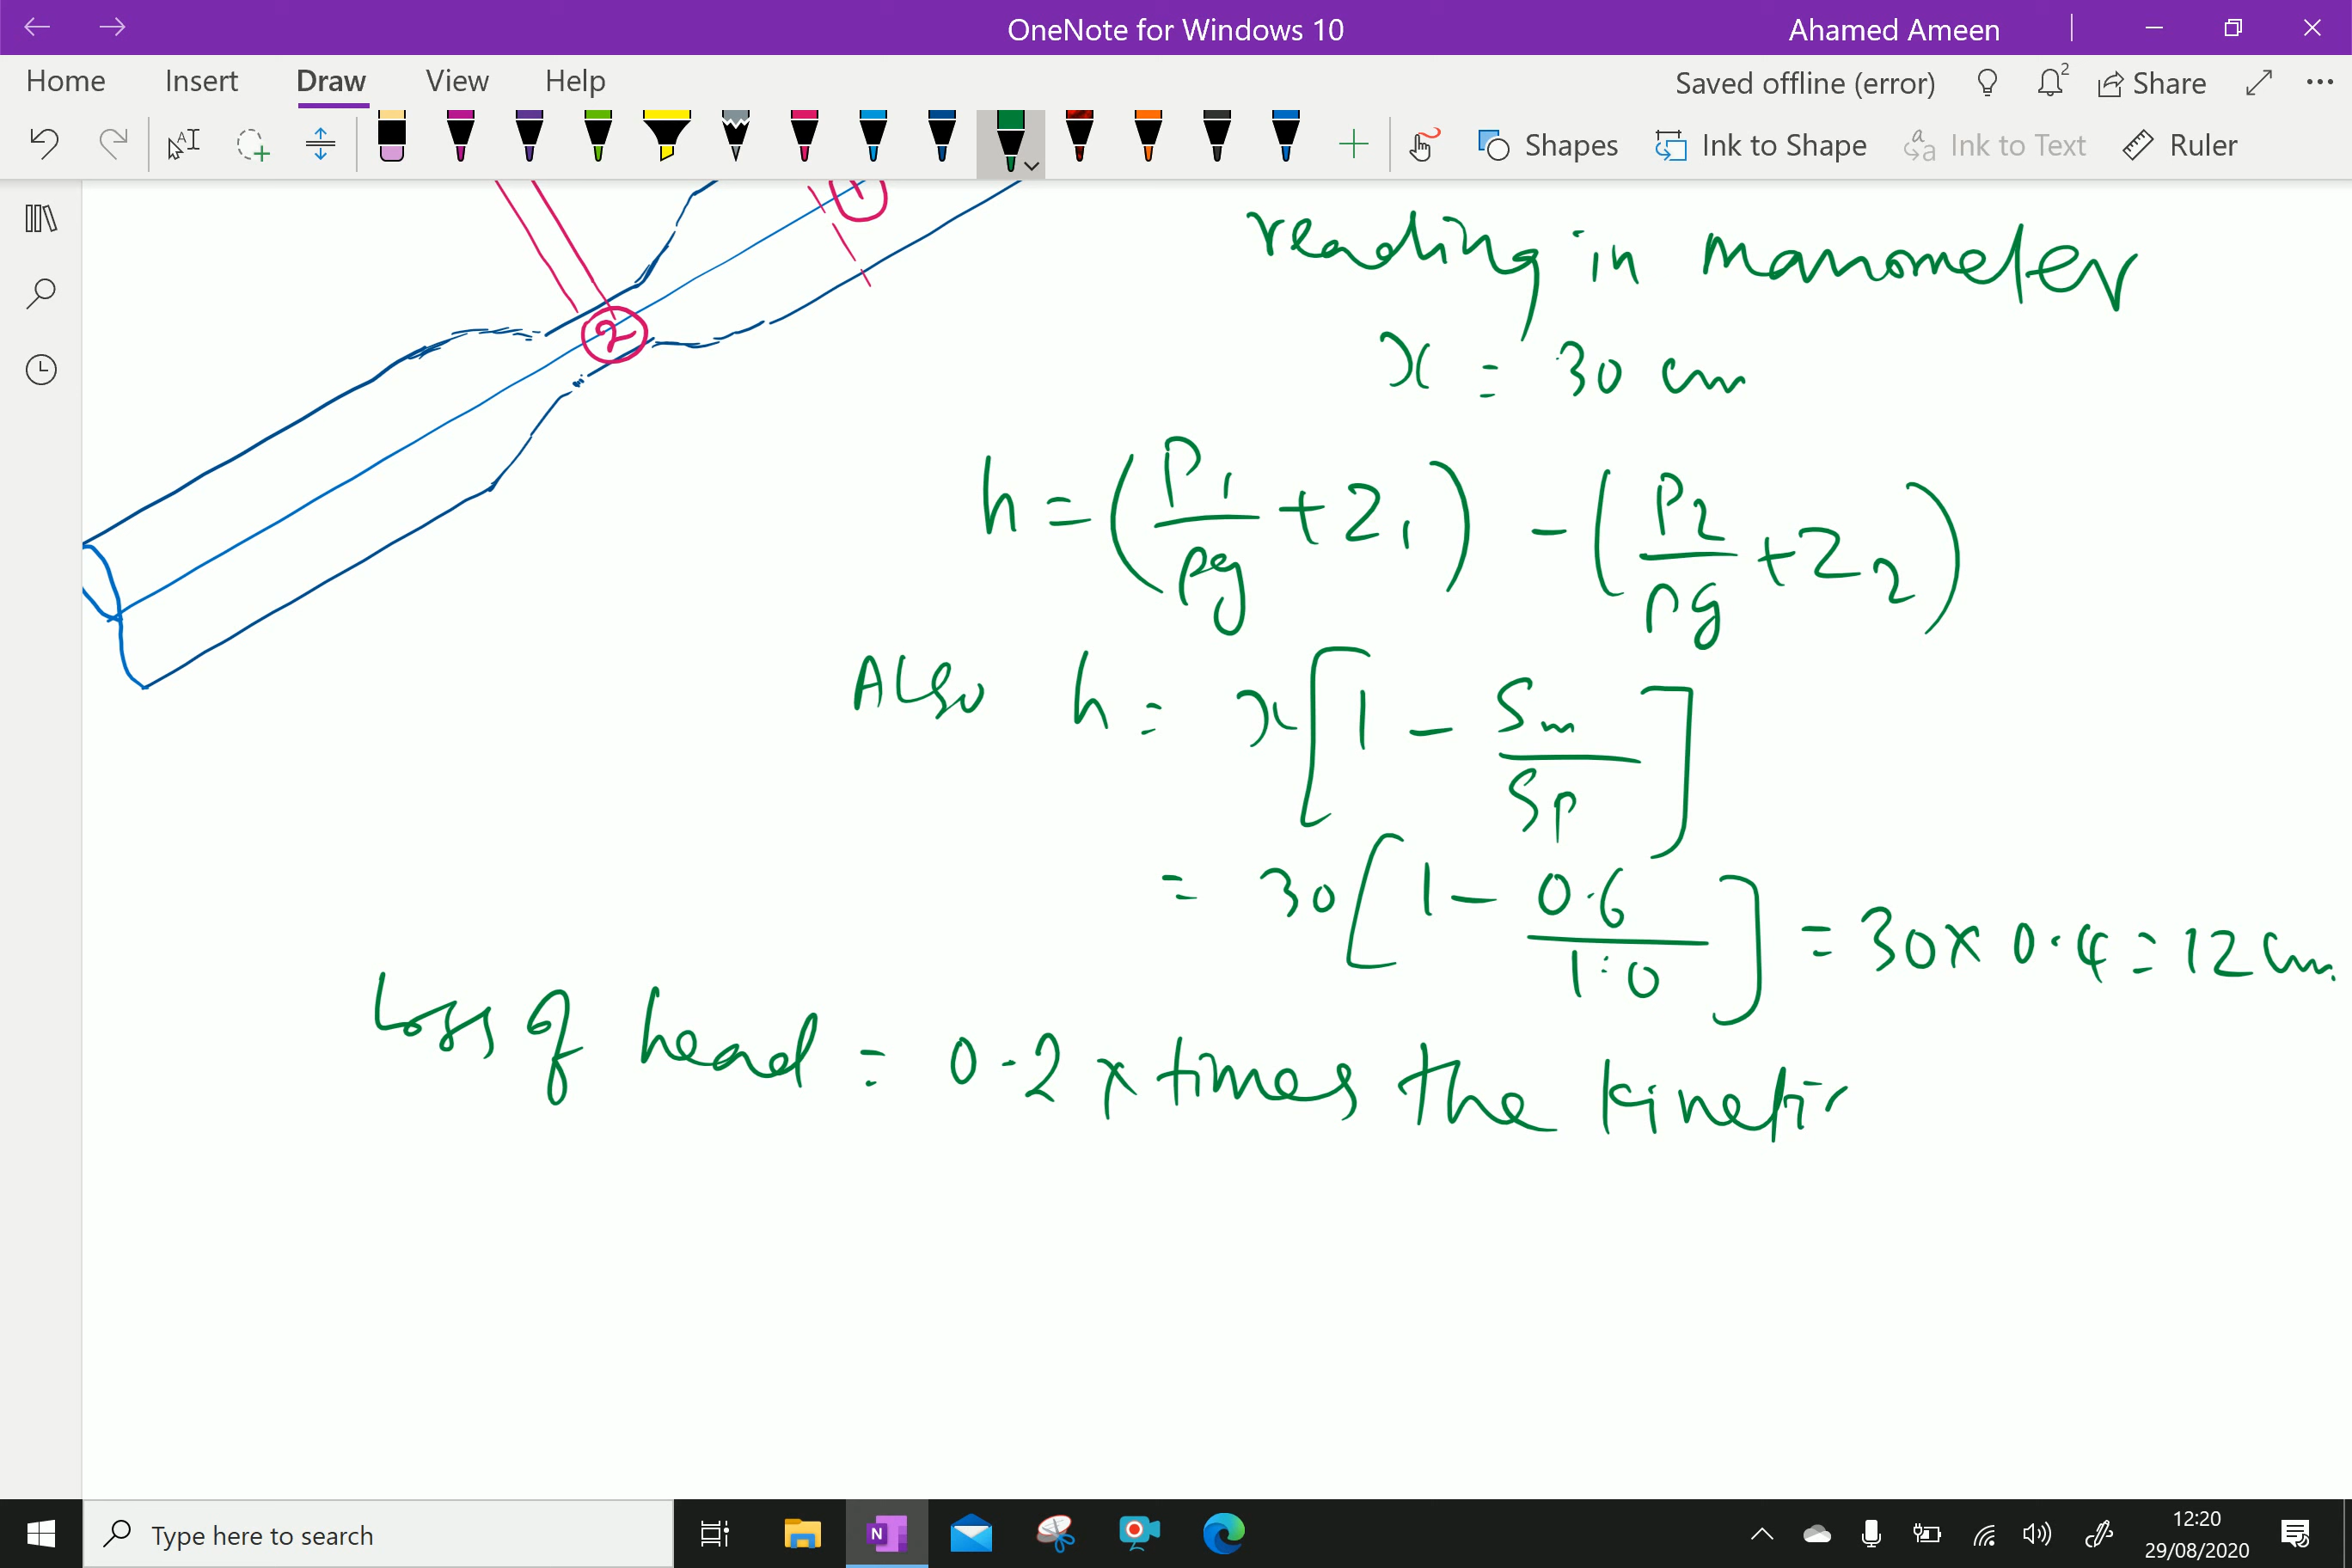 OneNote for Windows 10
Ahamed Ameen
Home Insert Draw View Help
Saved offline (error)
2
Share
Shapes
Ink to Shape
Ink to Text
Ruler
1
2
reading in manometer
x = 30 cm
h = (P1/ρg + Z1) - (P2/ρg + Z2)
Also h = x[1 - Sm/Sp]
= 30[1 - 0.6/1.0] = 30 x 0.4 = 12 cm.
Loss of head = 0.2 x times the kinetic
Type here to search
12:20
29/08/2020